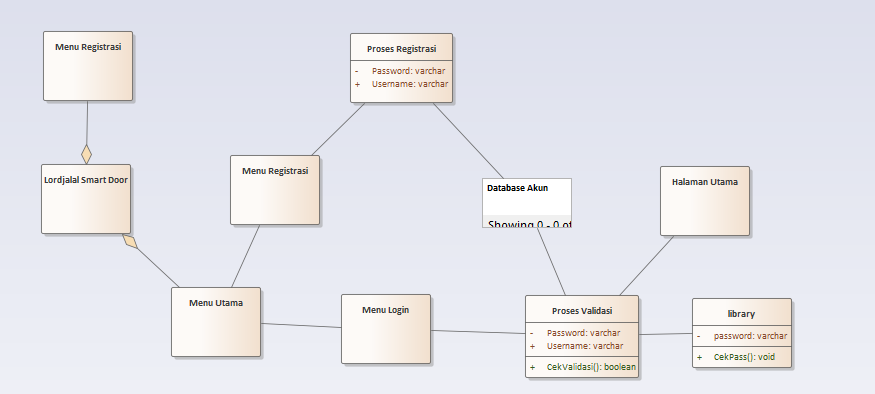 Menu Registrasi
Proses Registrasi
- Password: varchar
+ Username: varchar
Lordjalal Smart Door
Menu Registrasi
Database Akun
Showing 0 - 0 of
Halaman Utama
Menu Utama
Menu Login
Proses Validasi
- Password: varchar
+ Username: varchar
+ CekValidasi(): boolean
library
- password: varchar
+ CekPass(): void